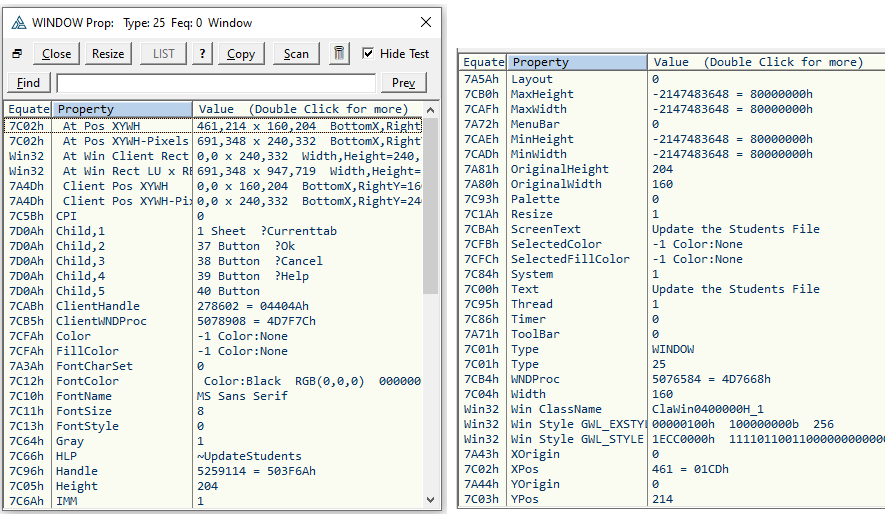 WINDOW Prop: Type: 25 Feq: 0 Window
Close Resize LIST ? Copy Scan Hide Test
Find Prev
Equate Property Value (Double Click for more)
7C02h At Pos XYWH 461,214 x 160,204 BottomX,Right
7C02h At Pos XYWH-Pixels 691,348 x 240,332 BottomX,Right
Win32 At Win Client Rect 0,0 x 240,332 Width,Height=240,
Win32 At Win Rect LU x RB 691,348 x 947,719 Width,Height=
7A4Dh Client Pos XYWH 0,0 x 160,204 BottomX,RightY=16
7A4Dh Client Pos XYWH-Pix 0,0 x 240,332 BottomX,RightY=24
7C5Bh CPI 0
7D0Ah Child,1 1 Sheet ?Currenttab
7D0Ah Child,2 37 Button ?Ok
7D0Ah Child,3 38 Button ?Cancel
7D0Ah Child,4 39 Button ?Help
7D0Ah Child,5 40 Button
7CABh ClientHandle 278602 = 04404Ah
7CB5h ClientWNDProc 5078908 = 4D7F7Ch
7CFAh Color -1 Color:None
7CFAh FillColor -1 Color:None
7A3Ah FontCharSet 0
7C12h FontColor Color:Black RGB(0,0,0) 000000
7C10h FontName MS Sans Serif
7C11h FontSize 8
7C13h FontStyle 0
7C64h Gray 1
7C66h HLP ~UpdateStudents
7C96h Handle 5259114 = 503F6Ah
7C05h Height 204
7C6Ah IMM 1
Equate Property Value (Double Click for more)
7A5Ah Layout 0
7CB0h MaxHeight -2147483648 = 80000000h
7CAFh MaxWidth -2147483648 = 80000000h
7A72h MenuBar 0
7CAEh MinHeight -2147483648 = 80000000h
7CADh MinWidth -2147483648 = 80000000h
7A81h OriginalHeight 204
7A80h OriginalWidth 160
7C93h Palette 0
7C1Ah Resize 1
7CBAh ScreenText Update the Students File
7CFBh SelectedColor -1 Color:None
7CFCh SelectedFillColor -1 Color:None
7C84h System 1
7C00h Text Update the Students File
7C95h Thread 1
7C86h Timer 0
7A71h ToolBar 0
7C01h Type WINDOW
7C01h Type 25
7CB4h WNDProc 5076584 = 4D7668h
7C04h Width 160
Win32 Win ClassName ClaWin0400000H_1
Win32 Win Style GWL_EXSTYL 00000100h 100000000b 256
Win32 Win Style GWL_STYLE 1ECC0000h 1111011001100000000000
7A43h XOrigin 0
7C02h XPos 461 = 01CDh
7A44h YOrigin 0
7C03h YPos 214